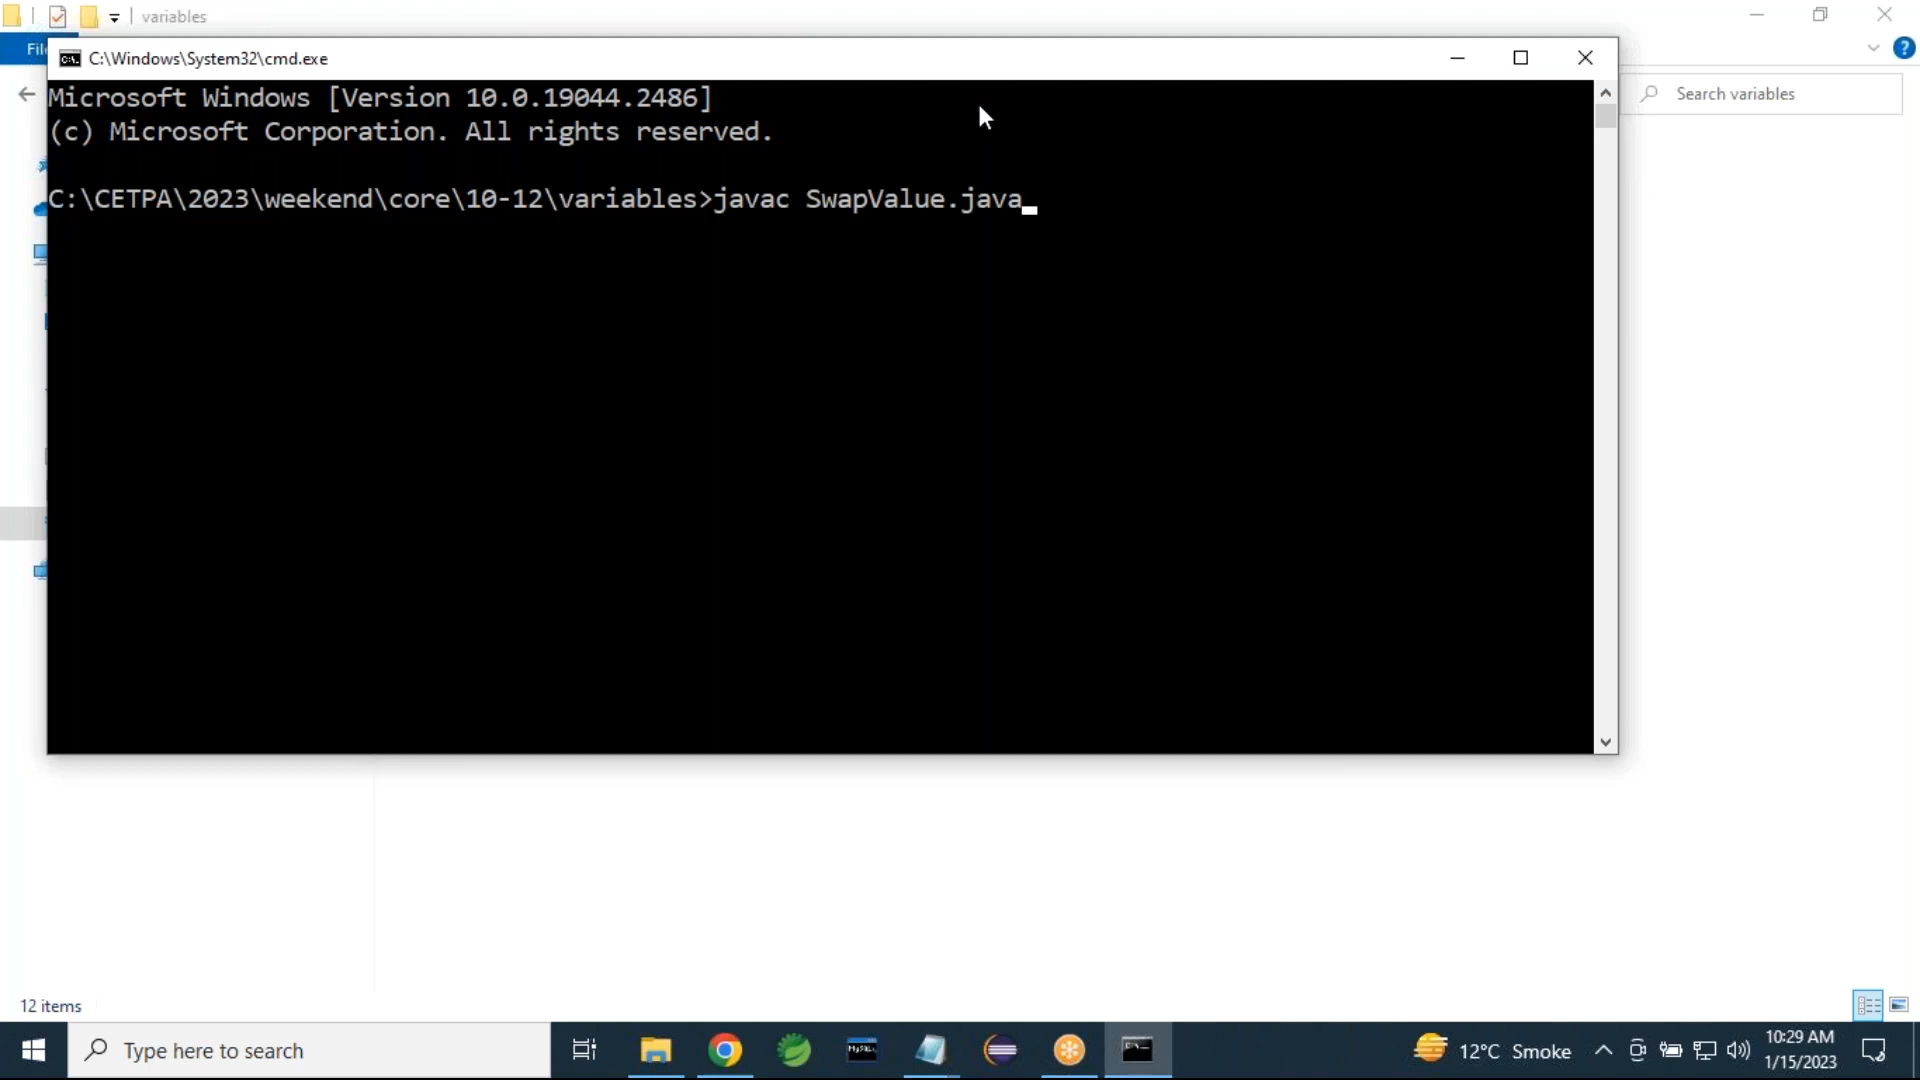 variables
File
C:\Windows\System32\cmd.exe
Search variables
Microsoft Windows [Version 10.0.19044.2486]
(c) Microsoft Corporation. All rights reserved.
C:\CETPA\2023\weekend\core\10-12\variables>javac SwapValue.java
12 items
Type here to search
MySQL
12°C Smoke
10:29 AM
1/15/2023